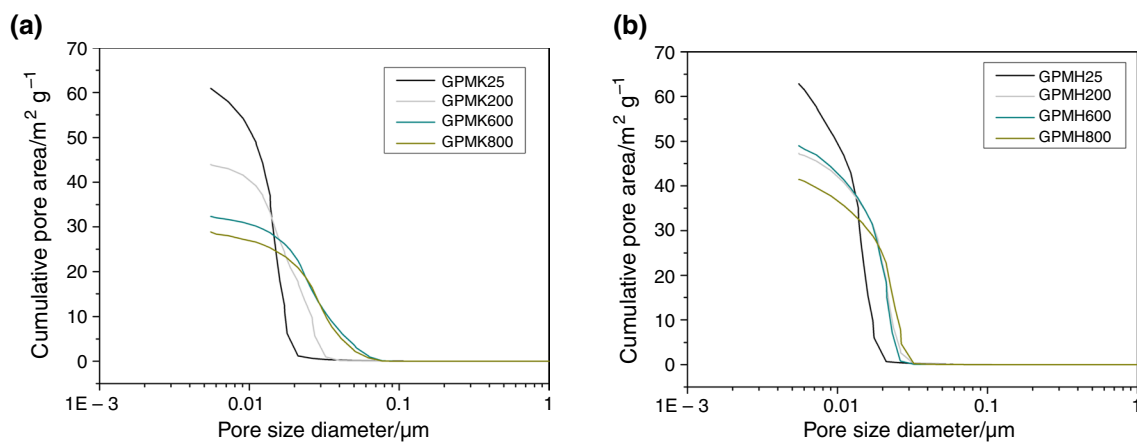 (a)
70
60
50
40
30
20
10
0
Cumulative pore area/m² g⁻¹
GPMK25
GPMK200
GPMK600
GPMK800
1E – 3
0.01
0.1
1
Pore size diameter/μm
(b)
70
60
50
40
30
20
10
0
Cumulative pore area/m² g⁻¹
GPMH25
GPMH200
GPMH600
GPMH800
1E – 3
0.01
0.1
1
Pore size diameter/μm